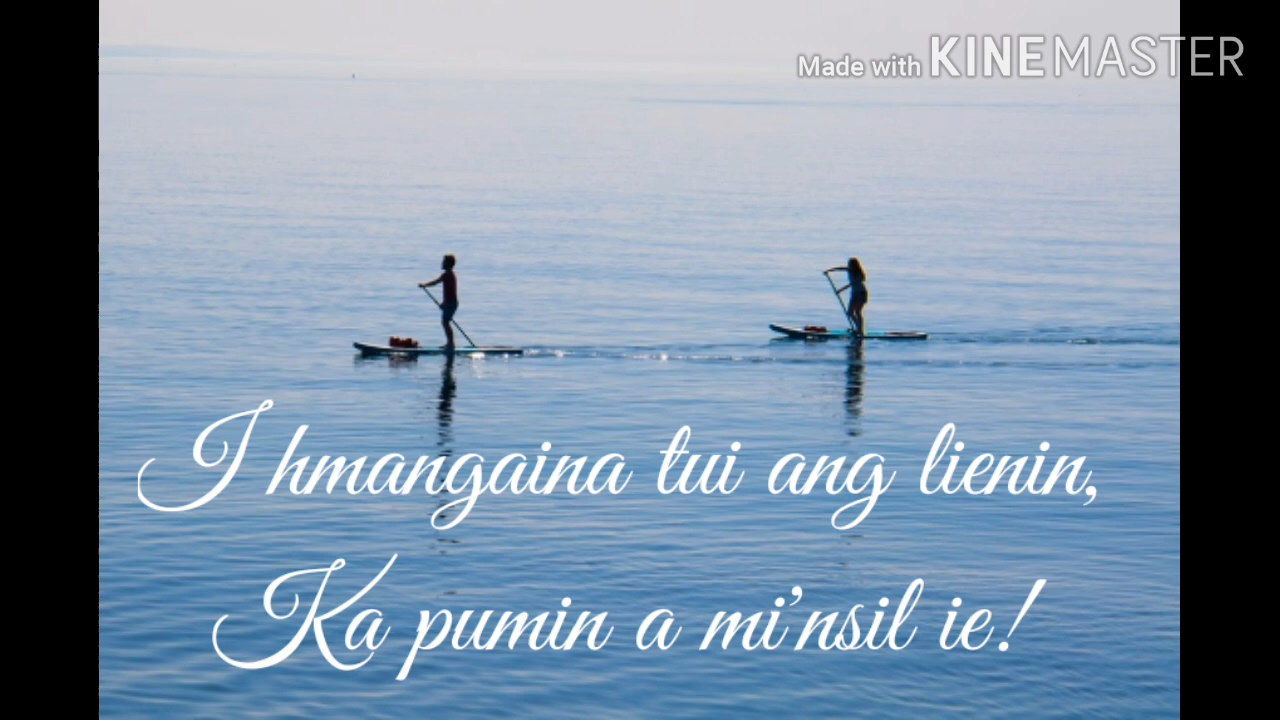 Made with KINEMASTER
I hmangaina tui ang lienin,
Ka pumin a mi'nsil ie!